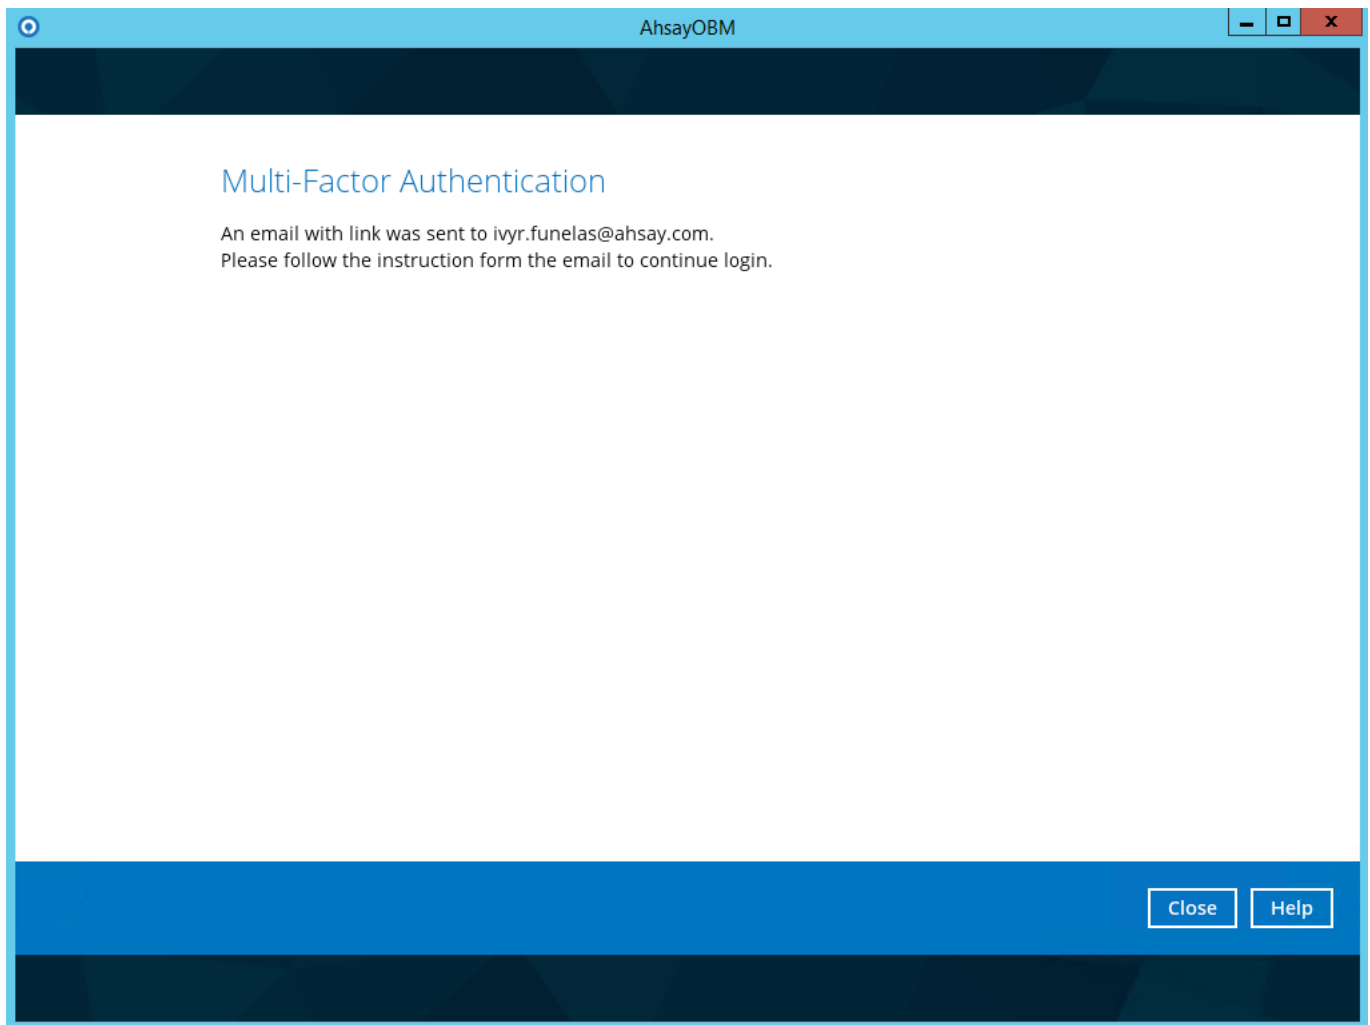 AhsayOBM
Multi-Factor Authentication
An email with link was sent to ivyr.funelas@ahsay.com.
Please follow the instruction form the email to continue login.
Close
Help